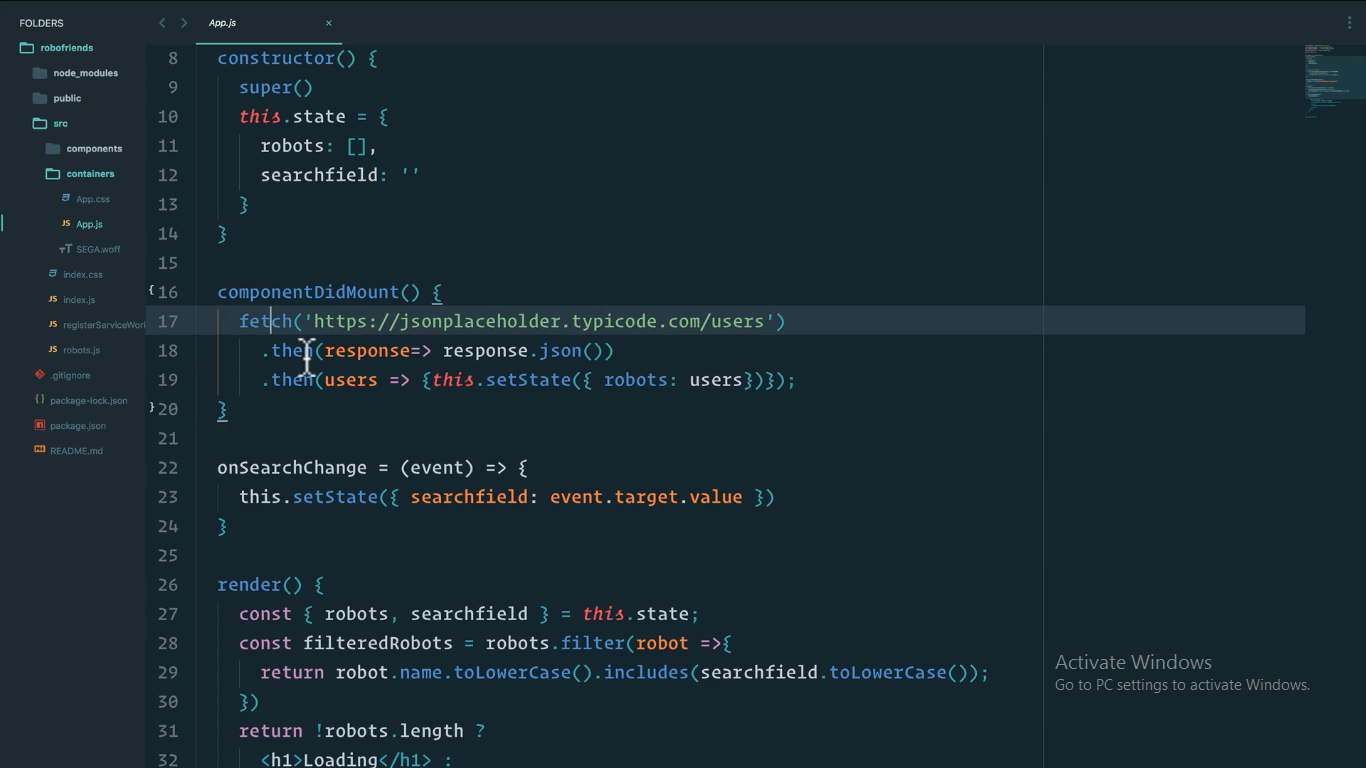 FOLDERS
robofriends
node_modules
public
src
components
containers
App.css
JS App.js
TT SEGA.woff
index.css
JS index.js
JS registerServiceWor
JS robots.js
.gitignore
package-lock.json
package.json
README.md
App.js ×
8 constructor() {
9 super()
10 this.state = {
11 robots: [],
12 searchfield: ''
13 }
14 }
15
{ 16 componentDidMount() {
17 fetch('https://jsonplaceholder.typicode.com/users')
18 .then(response=> response.json())
19 .then(users => {this.setState({ robots: users})});
} 20 }
21
22 onSearchChange = (event) => {
23 this.setState({ searchfield: event.target.value })
24 }
25
26 render() {
27 const { robots, searchfield } = this.state;
28 const filteredRobots = robots.filter(robot =>{
29 return robot.name.toLowerCase().includes(searchfield.toLowerCase());
30 })
31 return !robots.length ?
32 <h1>Loading</h1> :
Activate Windows
Go to PC settings to activate Windows.